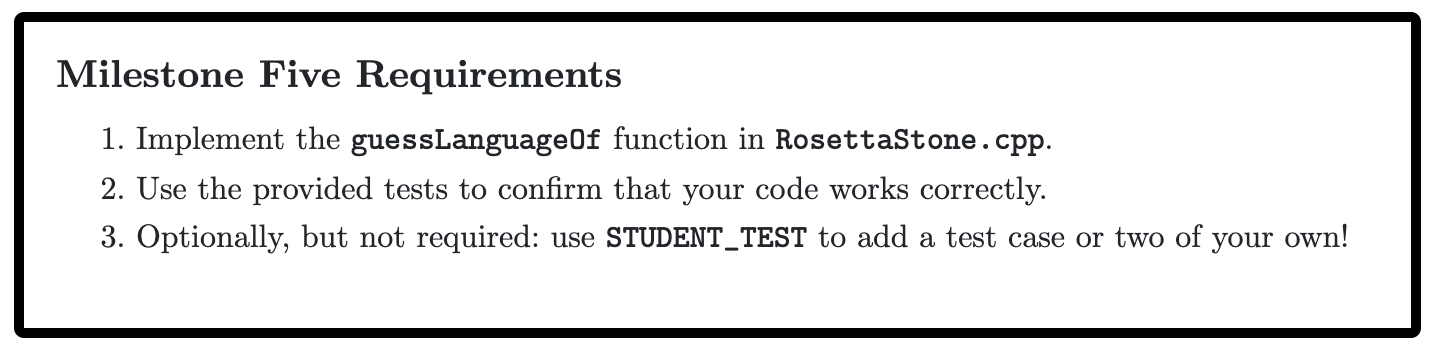 Milestone Five Requirements
1. Implement the guessLanguageOf function in RosettaStone.cpp.
2. Use the provided tests to confirm that your code works correctly.
3. Optionally, but not required: use STUDENT_TEST to add a test case or two of your own!